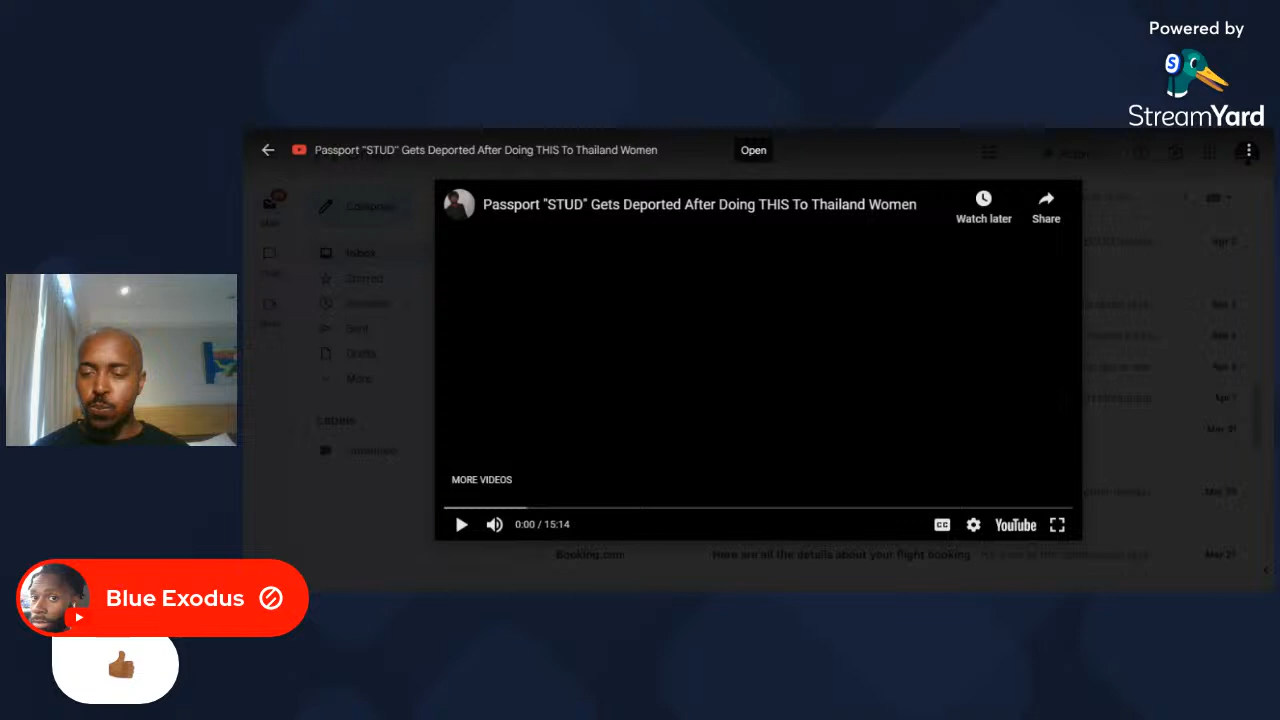 Powered by
StreamYard
Passport "STUD" Gets Deported After Doing THIS To Thailand Women
Open
Passport "STUD" Gets Deported After Doing THIS To Thailand Women
Watch later
Share
Compose
Inbox
Starred
Sent
Drafts
More
Labels
MORE VIDEOS
0:00 / 15:14
CC
YouTube
Booking.com
Here are all the details about your flight booking
Blue Exodus